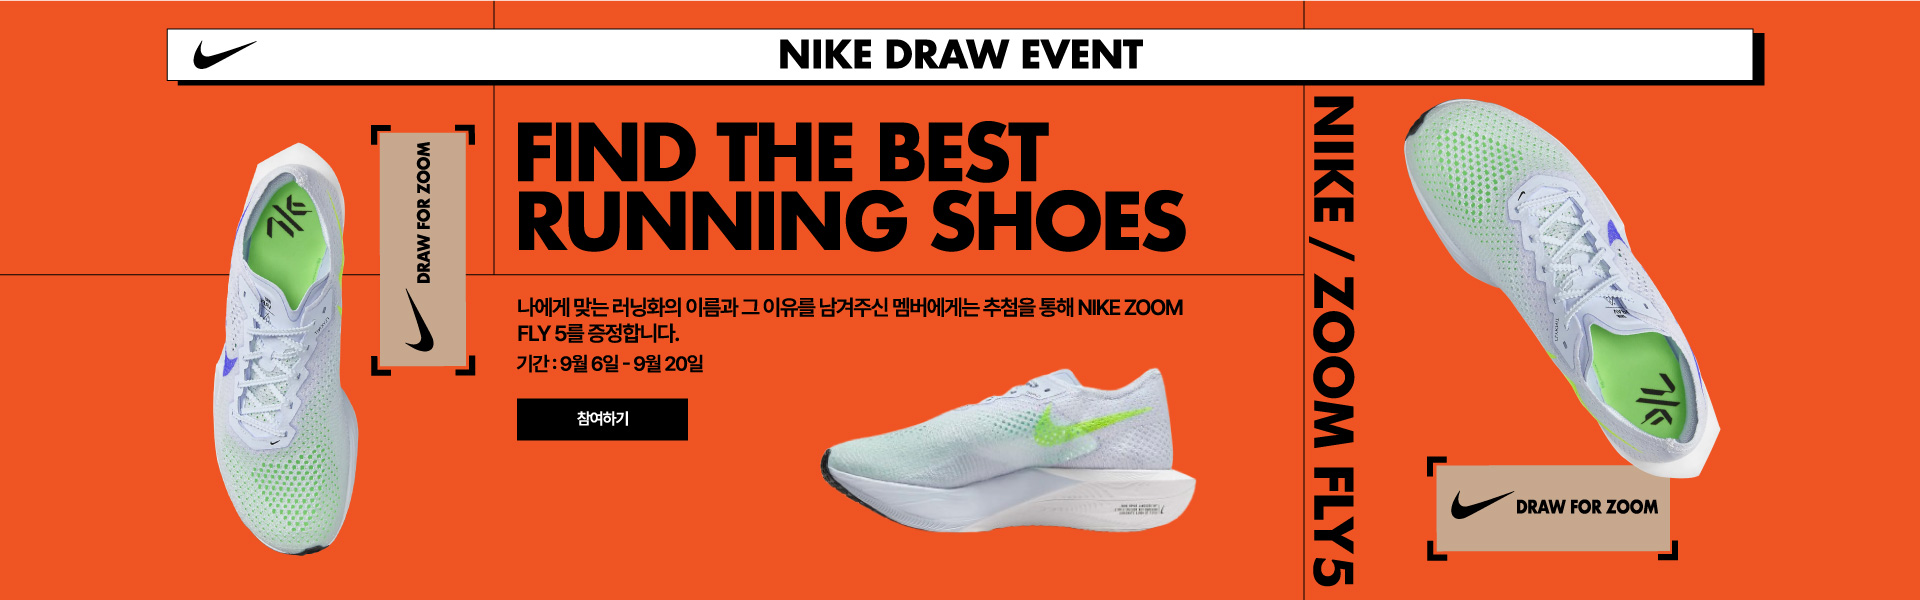 NIKE DRAW EVENT
DRAW FOR ZOOM
FIND THE BEST
RUNNING SHOES
나에게 맞는 러닝화의 이름과 그 이유를 남겨주신 멤버에게는 추첨을 통해 NIKE ZOOM
FLY 5를 증정합니다.
기간 : 9월 6일 - 9월 20일
참여하기
NIKE / ZOOM FLY 5
DRAW FOR ZOOM